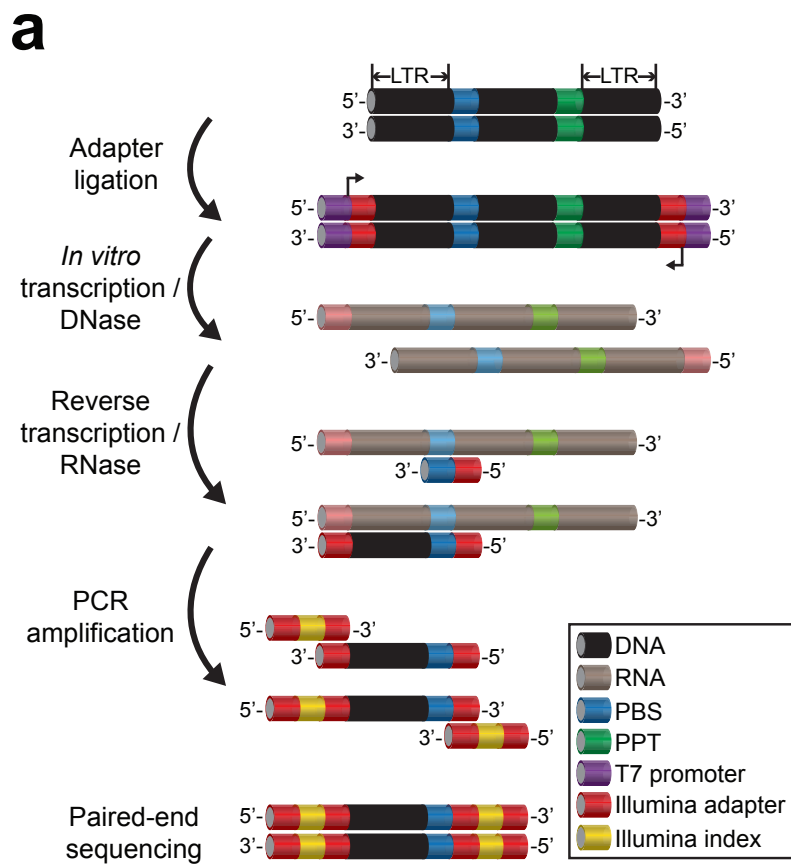 a
←LTR→ ←LTR→
5’- -3’
3’- -5’
Adapter
ligation
5’- -3’
3’- -5’
In vitro
transcription /
DNase
5’- -3’
3’- -5’
Reverse
transcription /
RNase
5’- -3’
3’- -5’
5’- -3’
3’- -5’
PCR
amplification
5’- -3’
3’- -5’
5’- -3’
3’- -5’
Paired-end
sequencing
5’- -3’
3’- -5’
DNA
RNA
PBS
PPT
T7 promoter
Illumina adapter
Illumina index